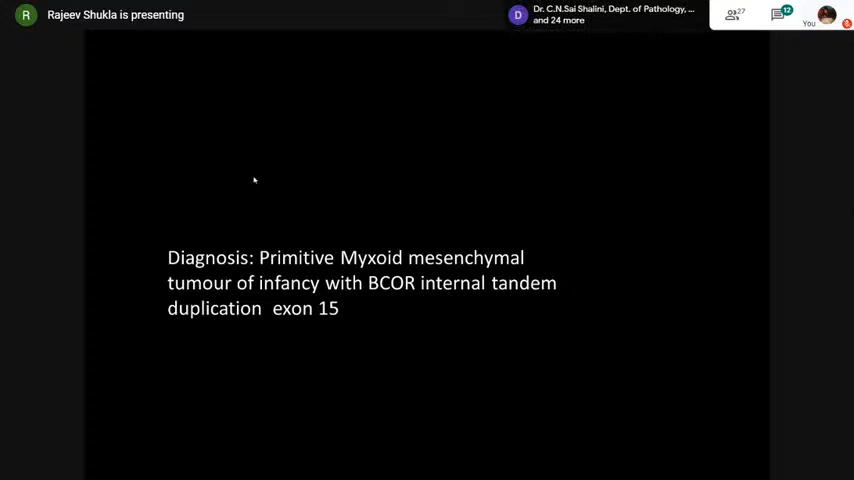 R Rajeev Shukla is presenting
D Dr. C.N.Sai Shalini, Dept. of Pathology, ...
and 24 more
27
12
You
Diagnosis: Primitive Myxoid mesenchymal
tumour of infancy with BCOR internal tandem
duplication exon 15